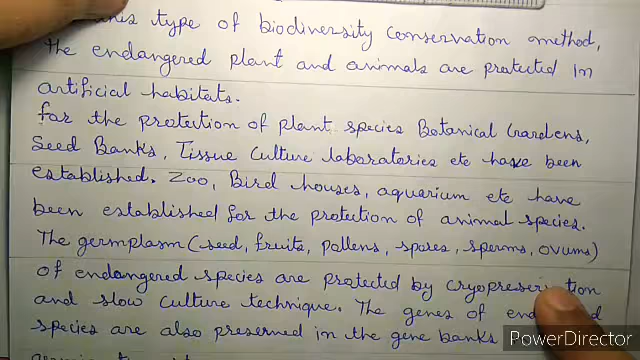 this type of biodiversity conservation method,
the endangered plant and animals are protected in
artificial habitats.
for the protection of plant species Botanical Gardens,
Seed Banks, Tissue Culture laboratories etc have been
established. Zoo, Bird houses, aquarium etc have
been established for the protection of animal species.
The germplasm (seed, fruits, pollens, spores, sperms, ovums)
of endangered species are protected by cryopreservation
and slow culture technique. The genes of
species are also preserved in the gene banks
PowerDirector